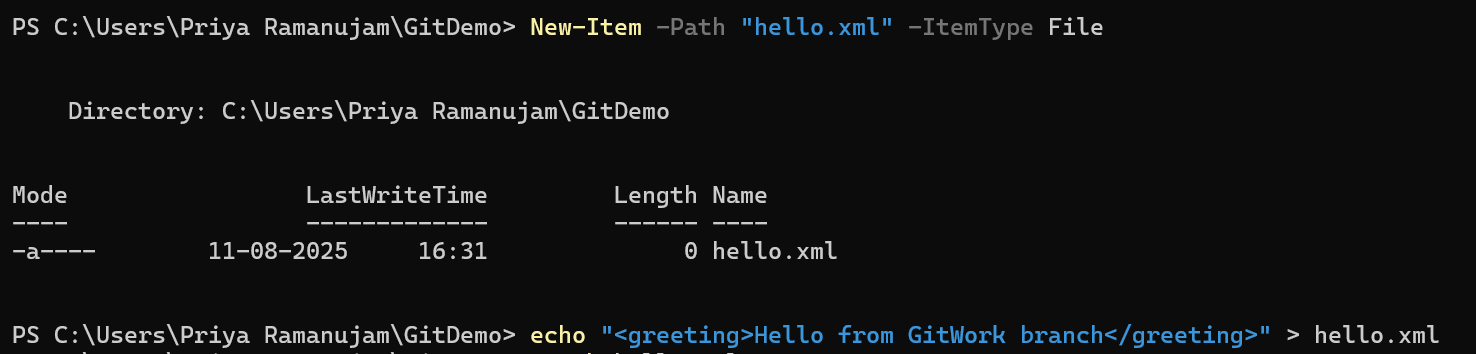 PS C:\Users\Priya Ramanujam\GitDemo> New-Item -Path "hello.xml" -ItemType File
Directory: C:\Users\Priya Ramanujam\GitDemo
Mode LastWriteTime Length Name
---- ------------- ------ ----
-a---- 11-08-2025 16:31 0 hello.xml
PS C:\Users\Priya Ramanujam\GitDemo> echo "<greeting>Hello from GitWork branch</greeting>" > hello.xml